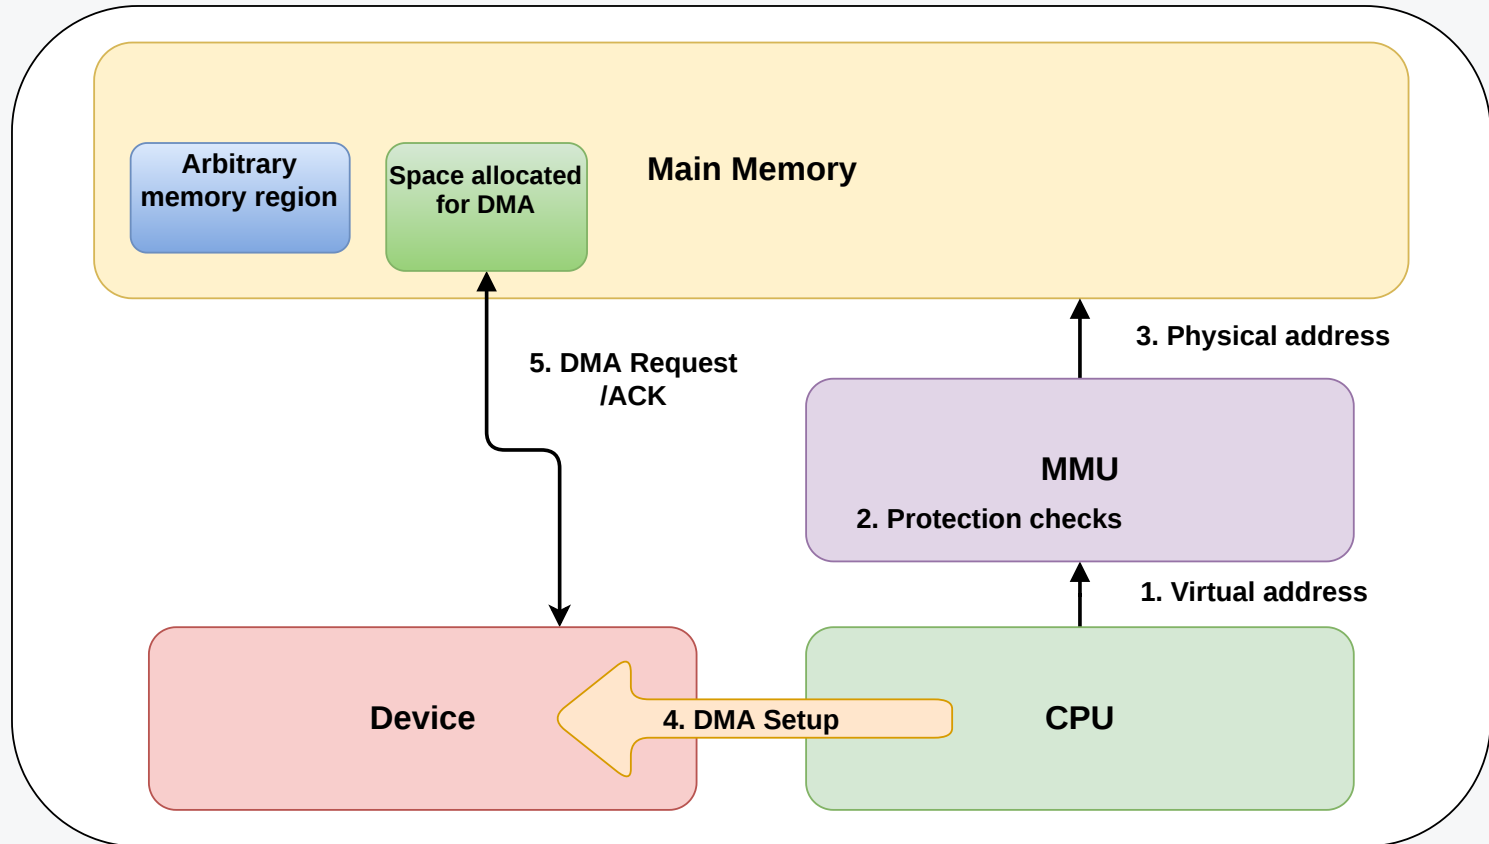 Arbitrary
memory region
Space allocated
for DMA
Main Memory
3. Physical address
5. DMA Request
/ACK
MMU
2. Protection checks
1. Virtual address
Device
4. DMA Setup
CPU